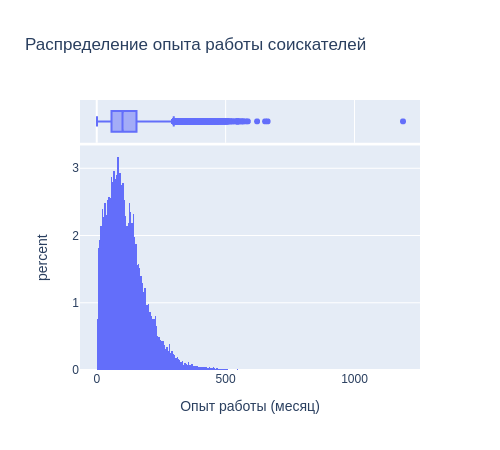 Распределение опыта работы соискателей
3
2
1
0
percent
0 500 1000
Опыт работы (месяц)